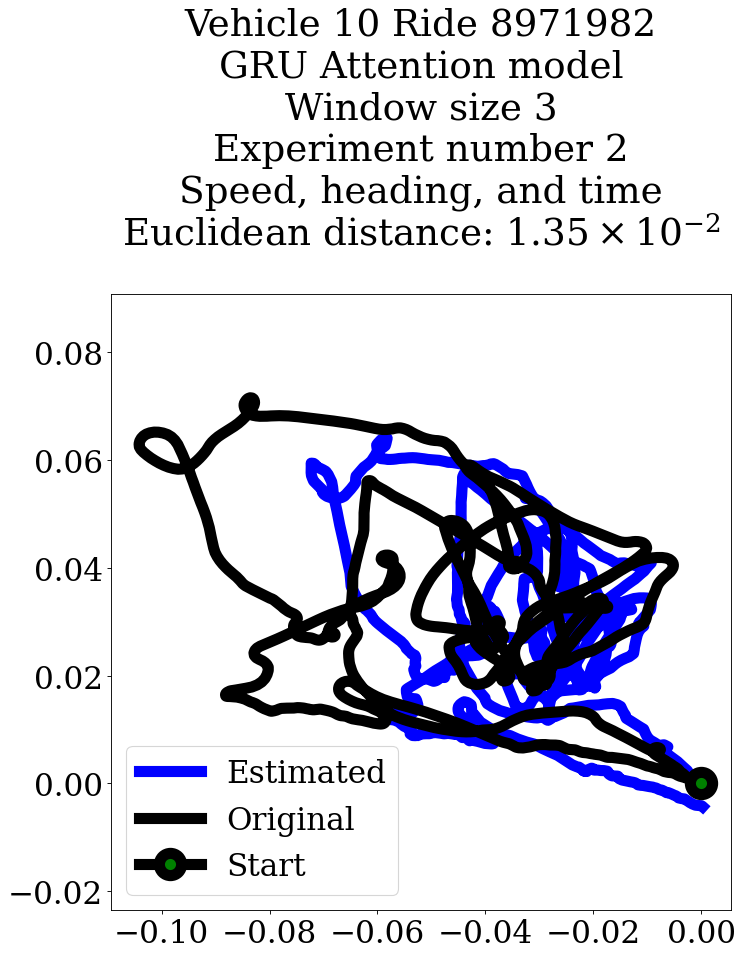 Vehicle 10 Ride 8971982
GRU Attention model
Window size 3
Experiment number 2
Speed, heading, and time
Euclidean distance: 1.35 × 10⁻²
0.08
0.06
0.04
0.02
0.00
−0.02
Estimated
Original
Start
−0.10 −0.08 −0.06 −0.04 −0.02 0.00